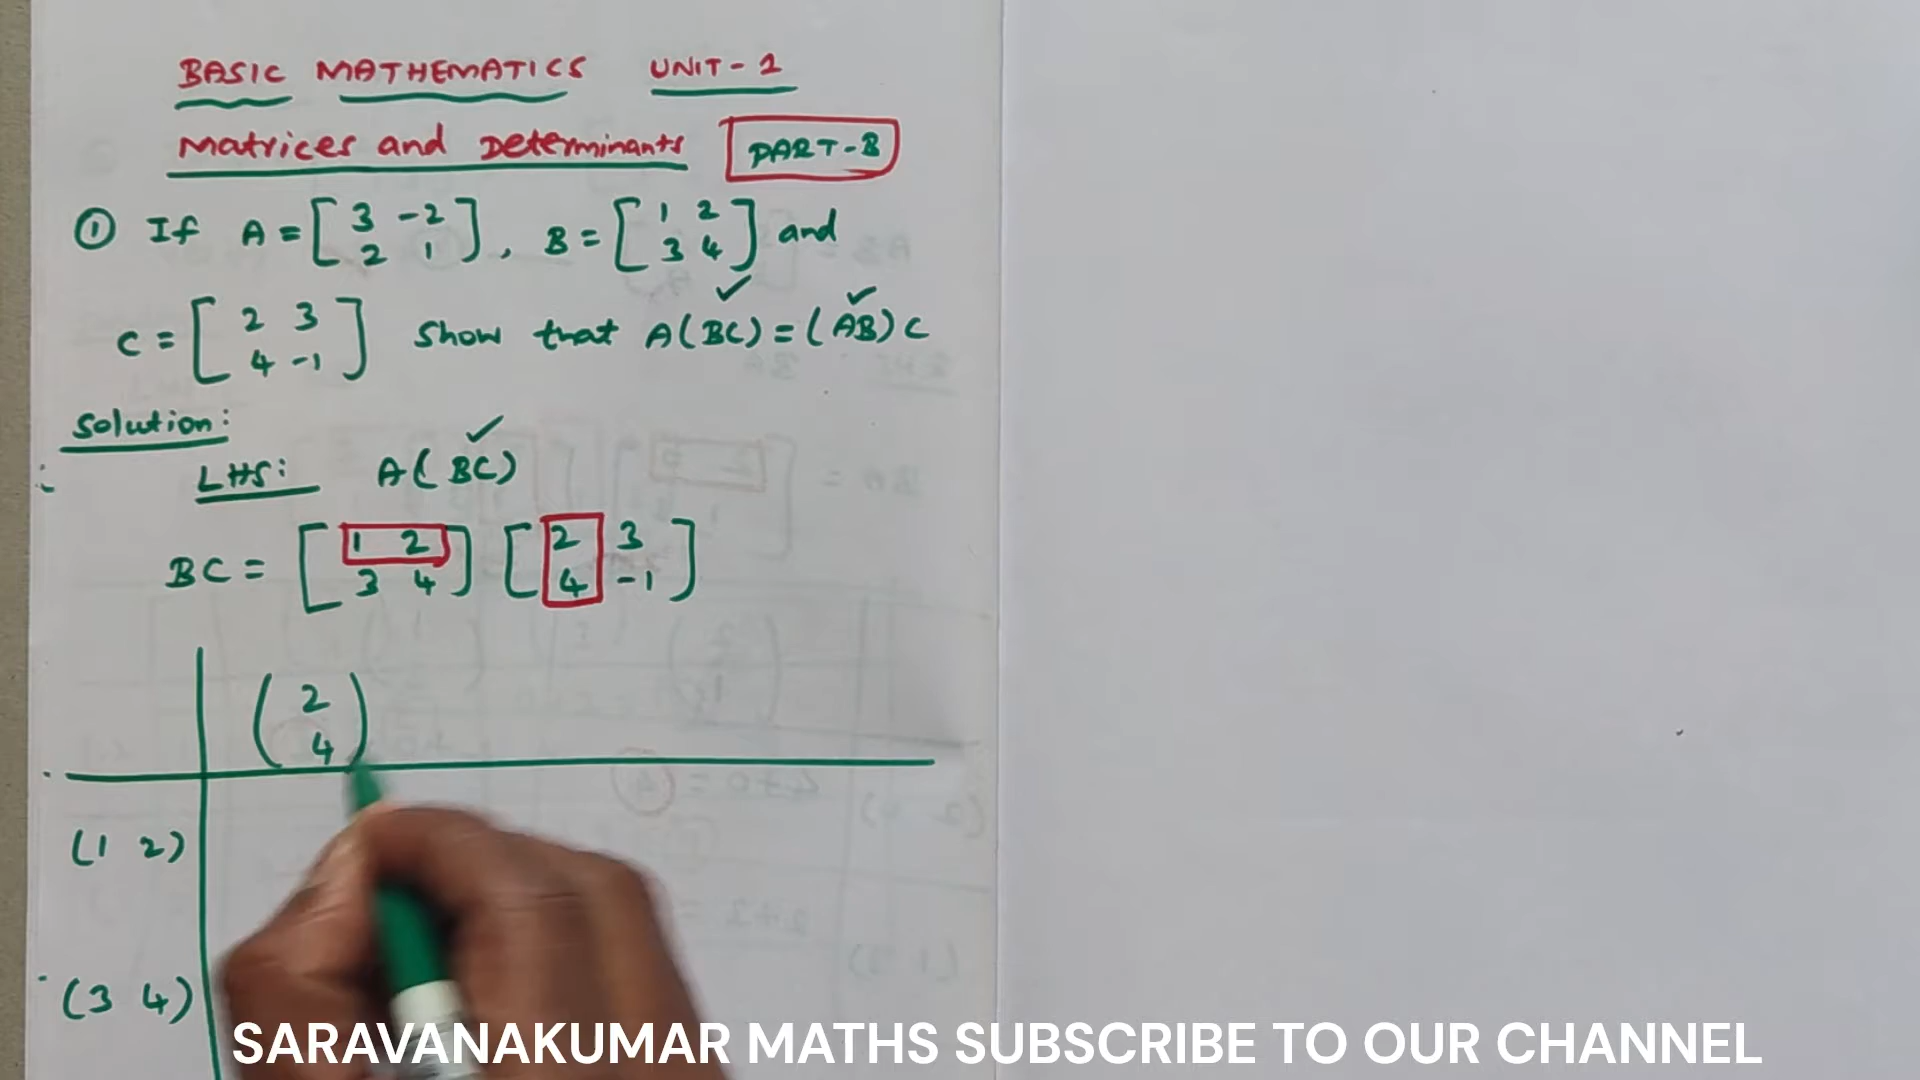 BASIC MATHEMATICS UNIT-1
Matrices and Determinants PART-B
① If A = [ 3 -2 ], B = [ 1 2 ] and
2 1 3 4
C = [ 2 3 ] Show that A(BC) = (AB)C
4 -1
Solution:
LHS: A(BC)
BC = [ 1 2 ] [ 2 3 ]
3 4 4 -1
( 2 )
4
(1 2)
(3 4)
SARAVANAKUMAR MATHS SUBSCRIBE TO OUR CHANNEL